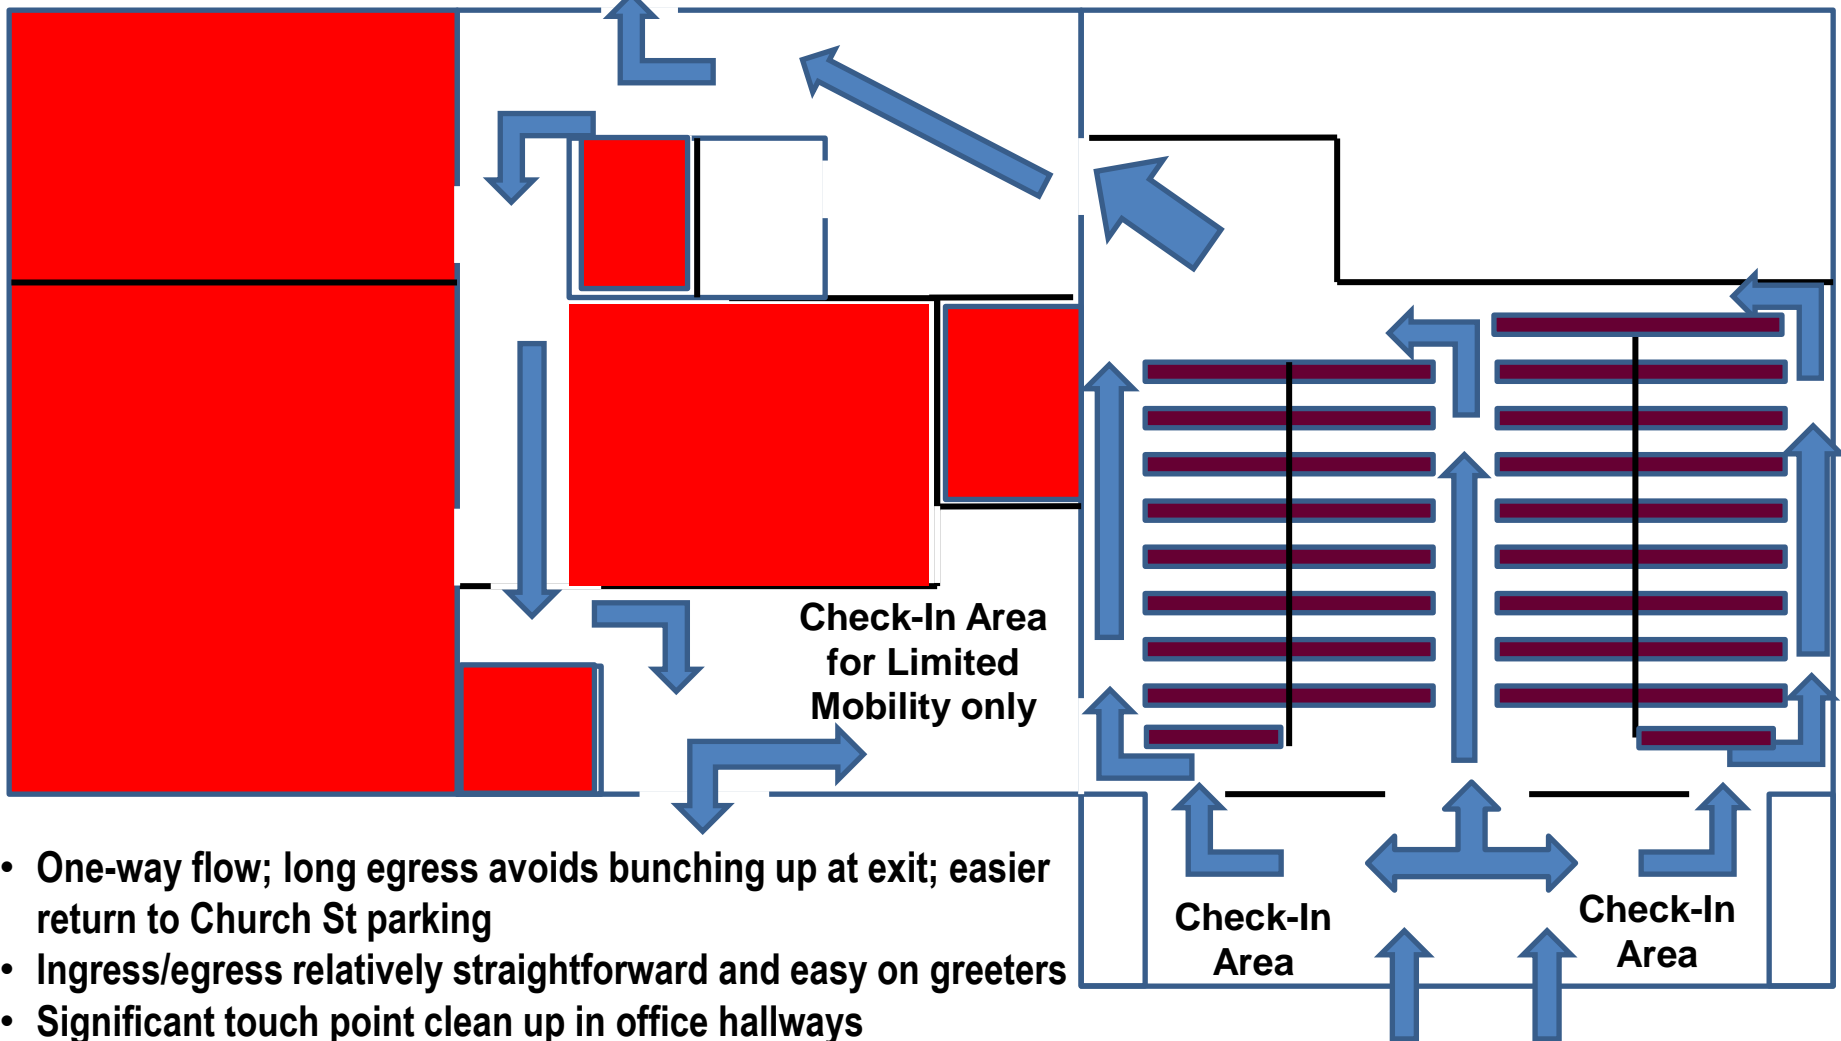 Check-In Area
for Limited
Mobility only
Check-In
Area
Check-In
Area
• One-way flow; long egress avoids bunching up at exit; easier
return to Church St parking
• Ingress/egress relatively straightforward and easy on greeters
• Significant touch point clean up in office hallways